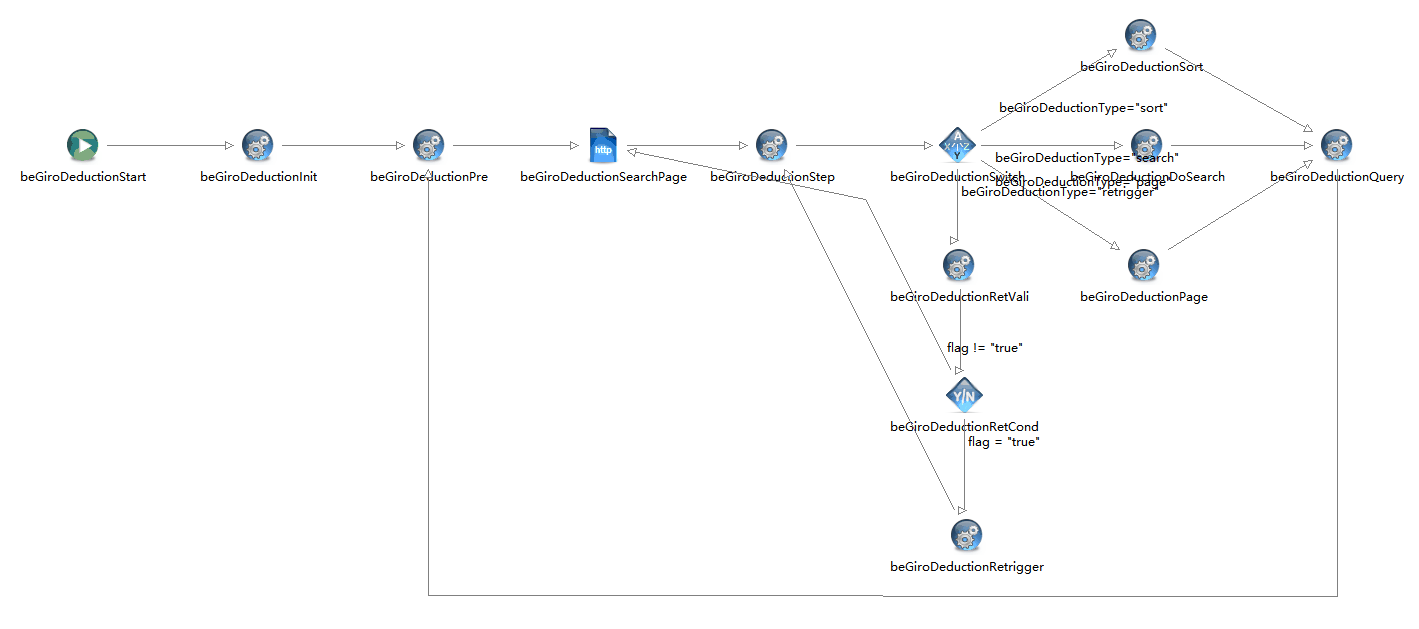 beGiroDeductionSort
beGiroDeductionType="sort"
A
X
Z
Y
http
beGiroDeductionStart
beGiroDeductionInit
beGiroDeductionPre
beGiroDeductionSearchPage
beGiroDeductionStep
beGiroDeductionSwitch
beGiroDeductionType="search"
beGiroDeductionDoSearch
beGiroDeductionQuery
beGiroDeductionType="page"
beGiroDeductionType="retrigger"
beGiroDeductionRetVali
beGiroDeductionPage
flag != "true"
Y|N
beGiroDeductionRetCond
flag = "true"
beGiroDeductionRetrigger